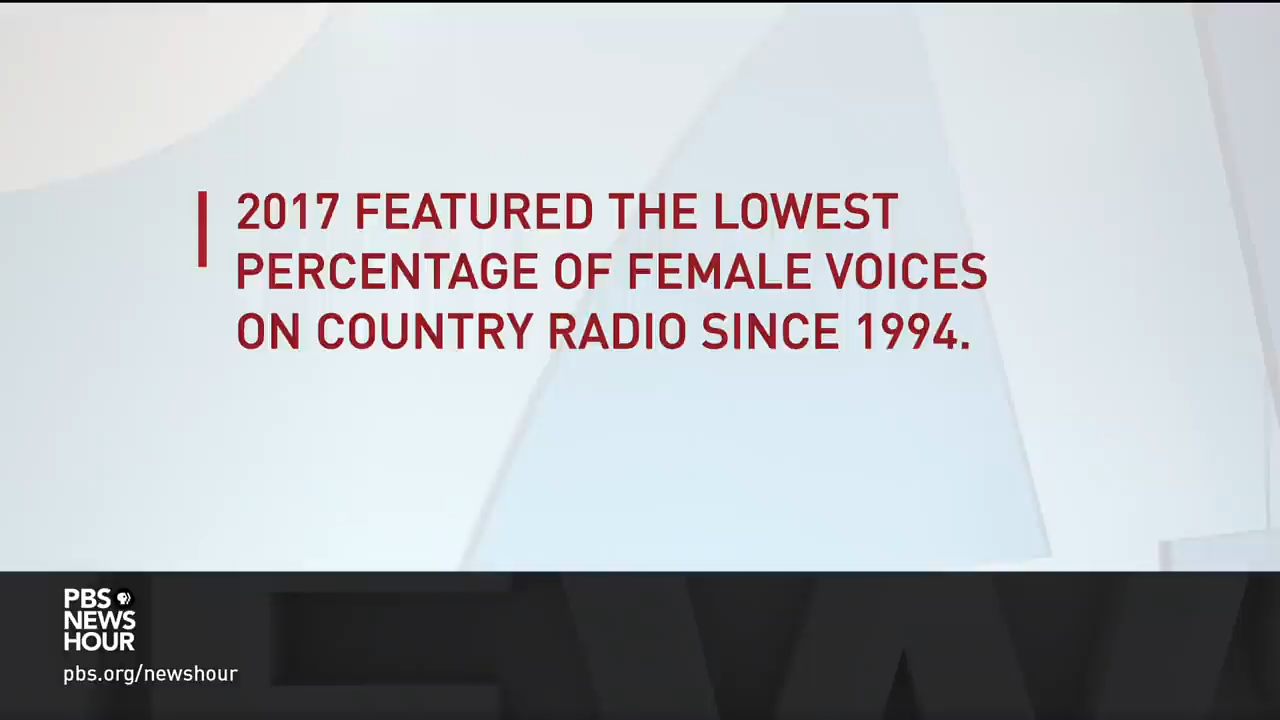 2017 FEATURED THE LOWEST
PERCENTAGE OF FEMALE VOICES
ON COUNTRY RADIO SINCE 1994.
PBS
NEWS
HOUR
pbs.org/newshour